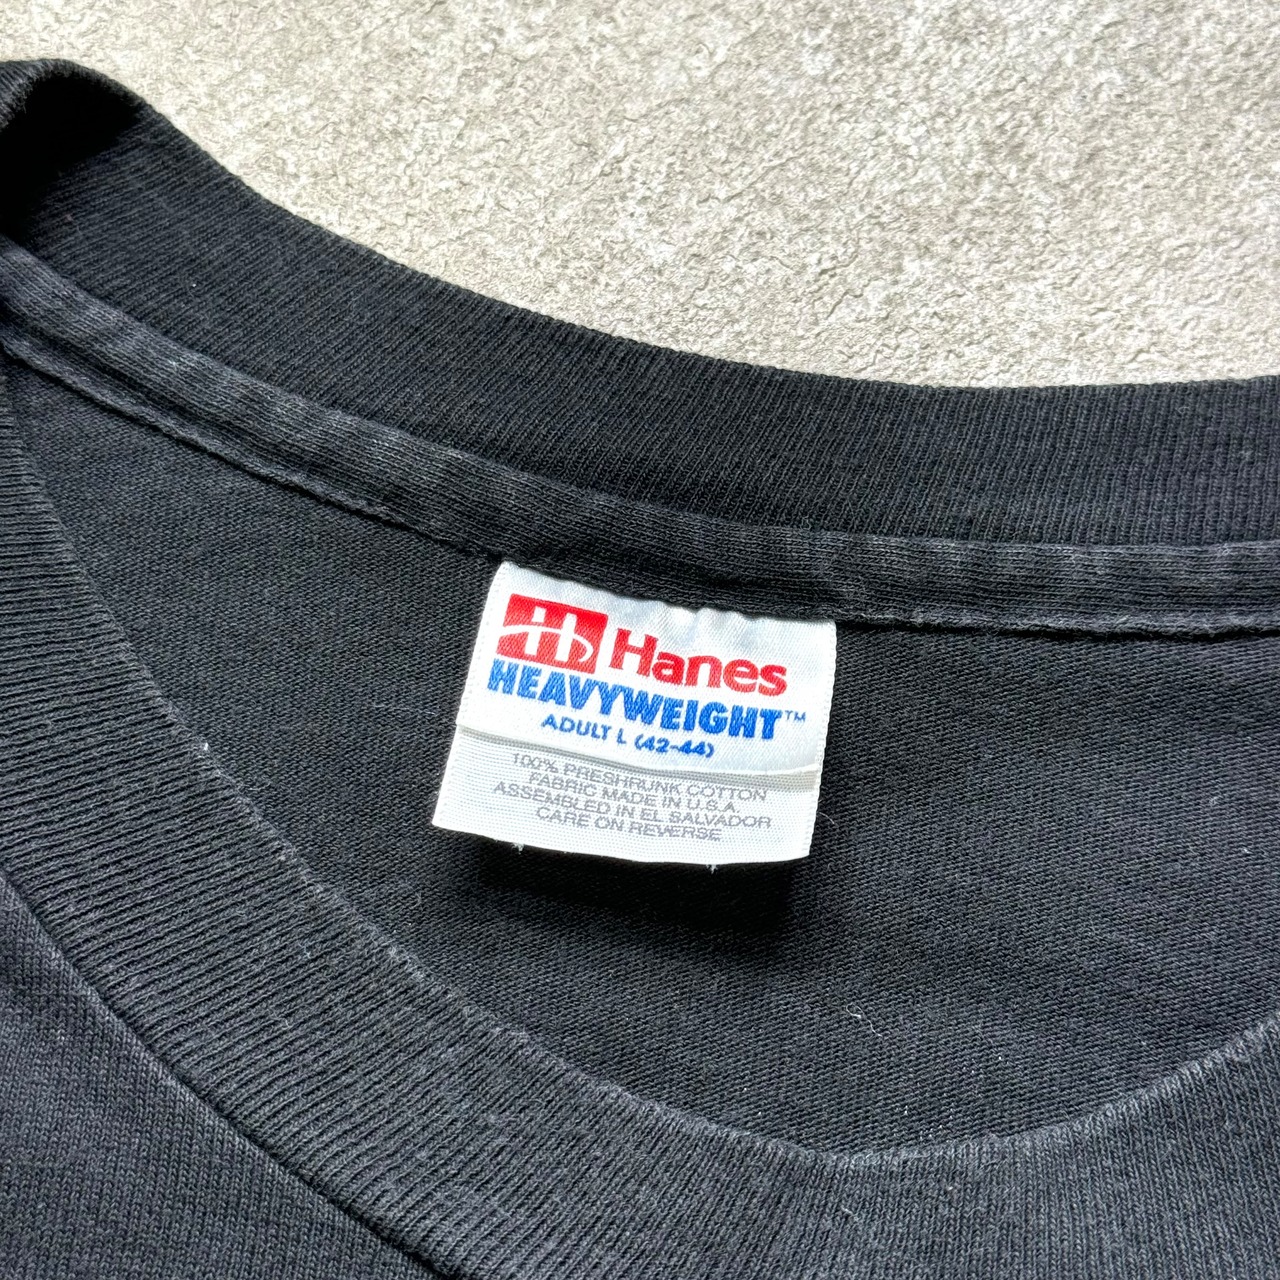 Hanes
HEAVYWEIGHT™
ADULT L (42-44)
100% PRESHRUNK COTTON
FABRIC MADE IN U.S.A.
ASSEMBLED IN EL SALVADOR
CARE ON REVERSE